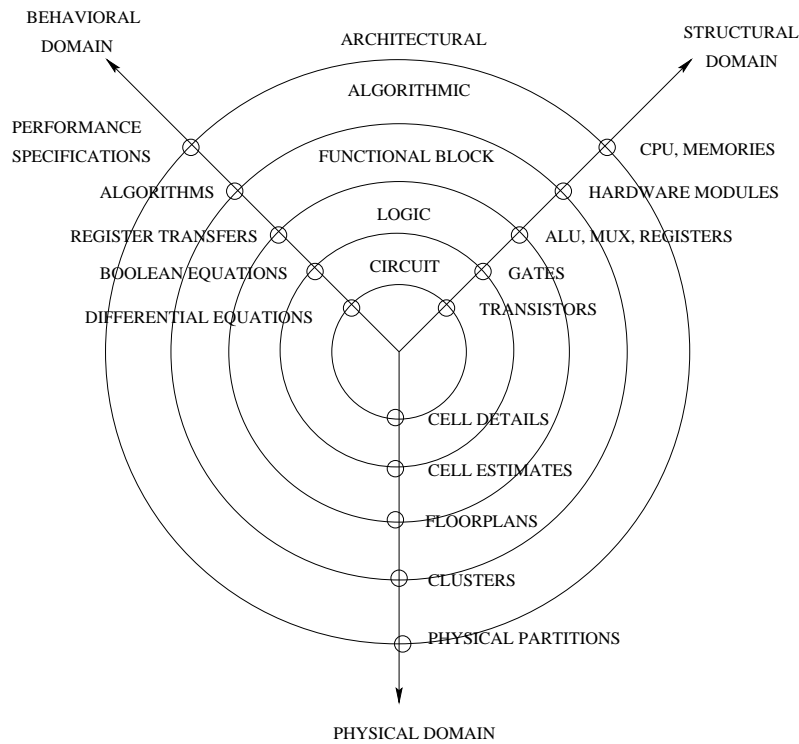 BEHAVIORAL
DOMAIN
STRUCTURAL
DOMAIN
ARCHITECTURAL
ALGORITHMIC
PERFORMANCE
SPECIFICATIONS
CPU, MEMORIES
FUNCTIONAL BLOCK
ALGORITHMS
HARDWARE MODULES
LOGIC
REGISTER TRANSFERS
ALU, MUX, REGISTERS
CIRCUIT
BOOLEAN EQUATIONS
GATES
DIFFERENTIAL EQUATIONS
TRANSISTORS
CELL DETAILS
CELL ESTIMATES
FLOORPLANS
CLUSTERS
PHYSICAL PARTITIONS
PHYSICAL DOMAIN